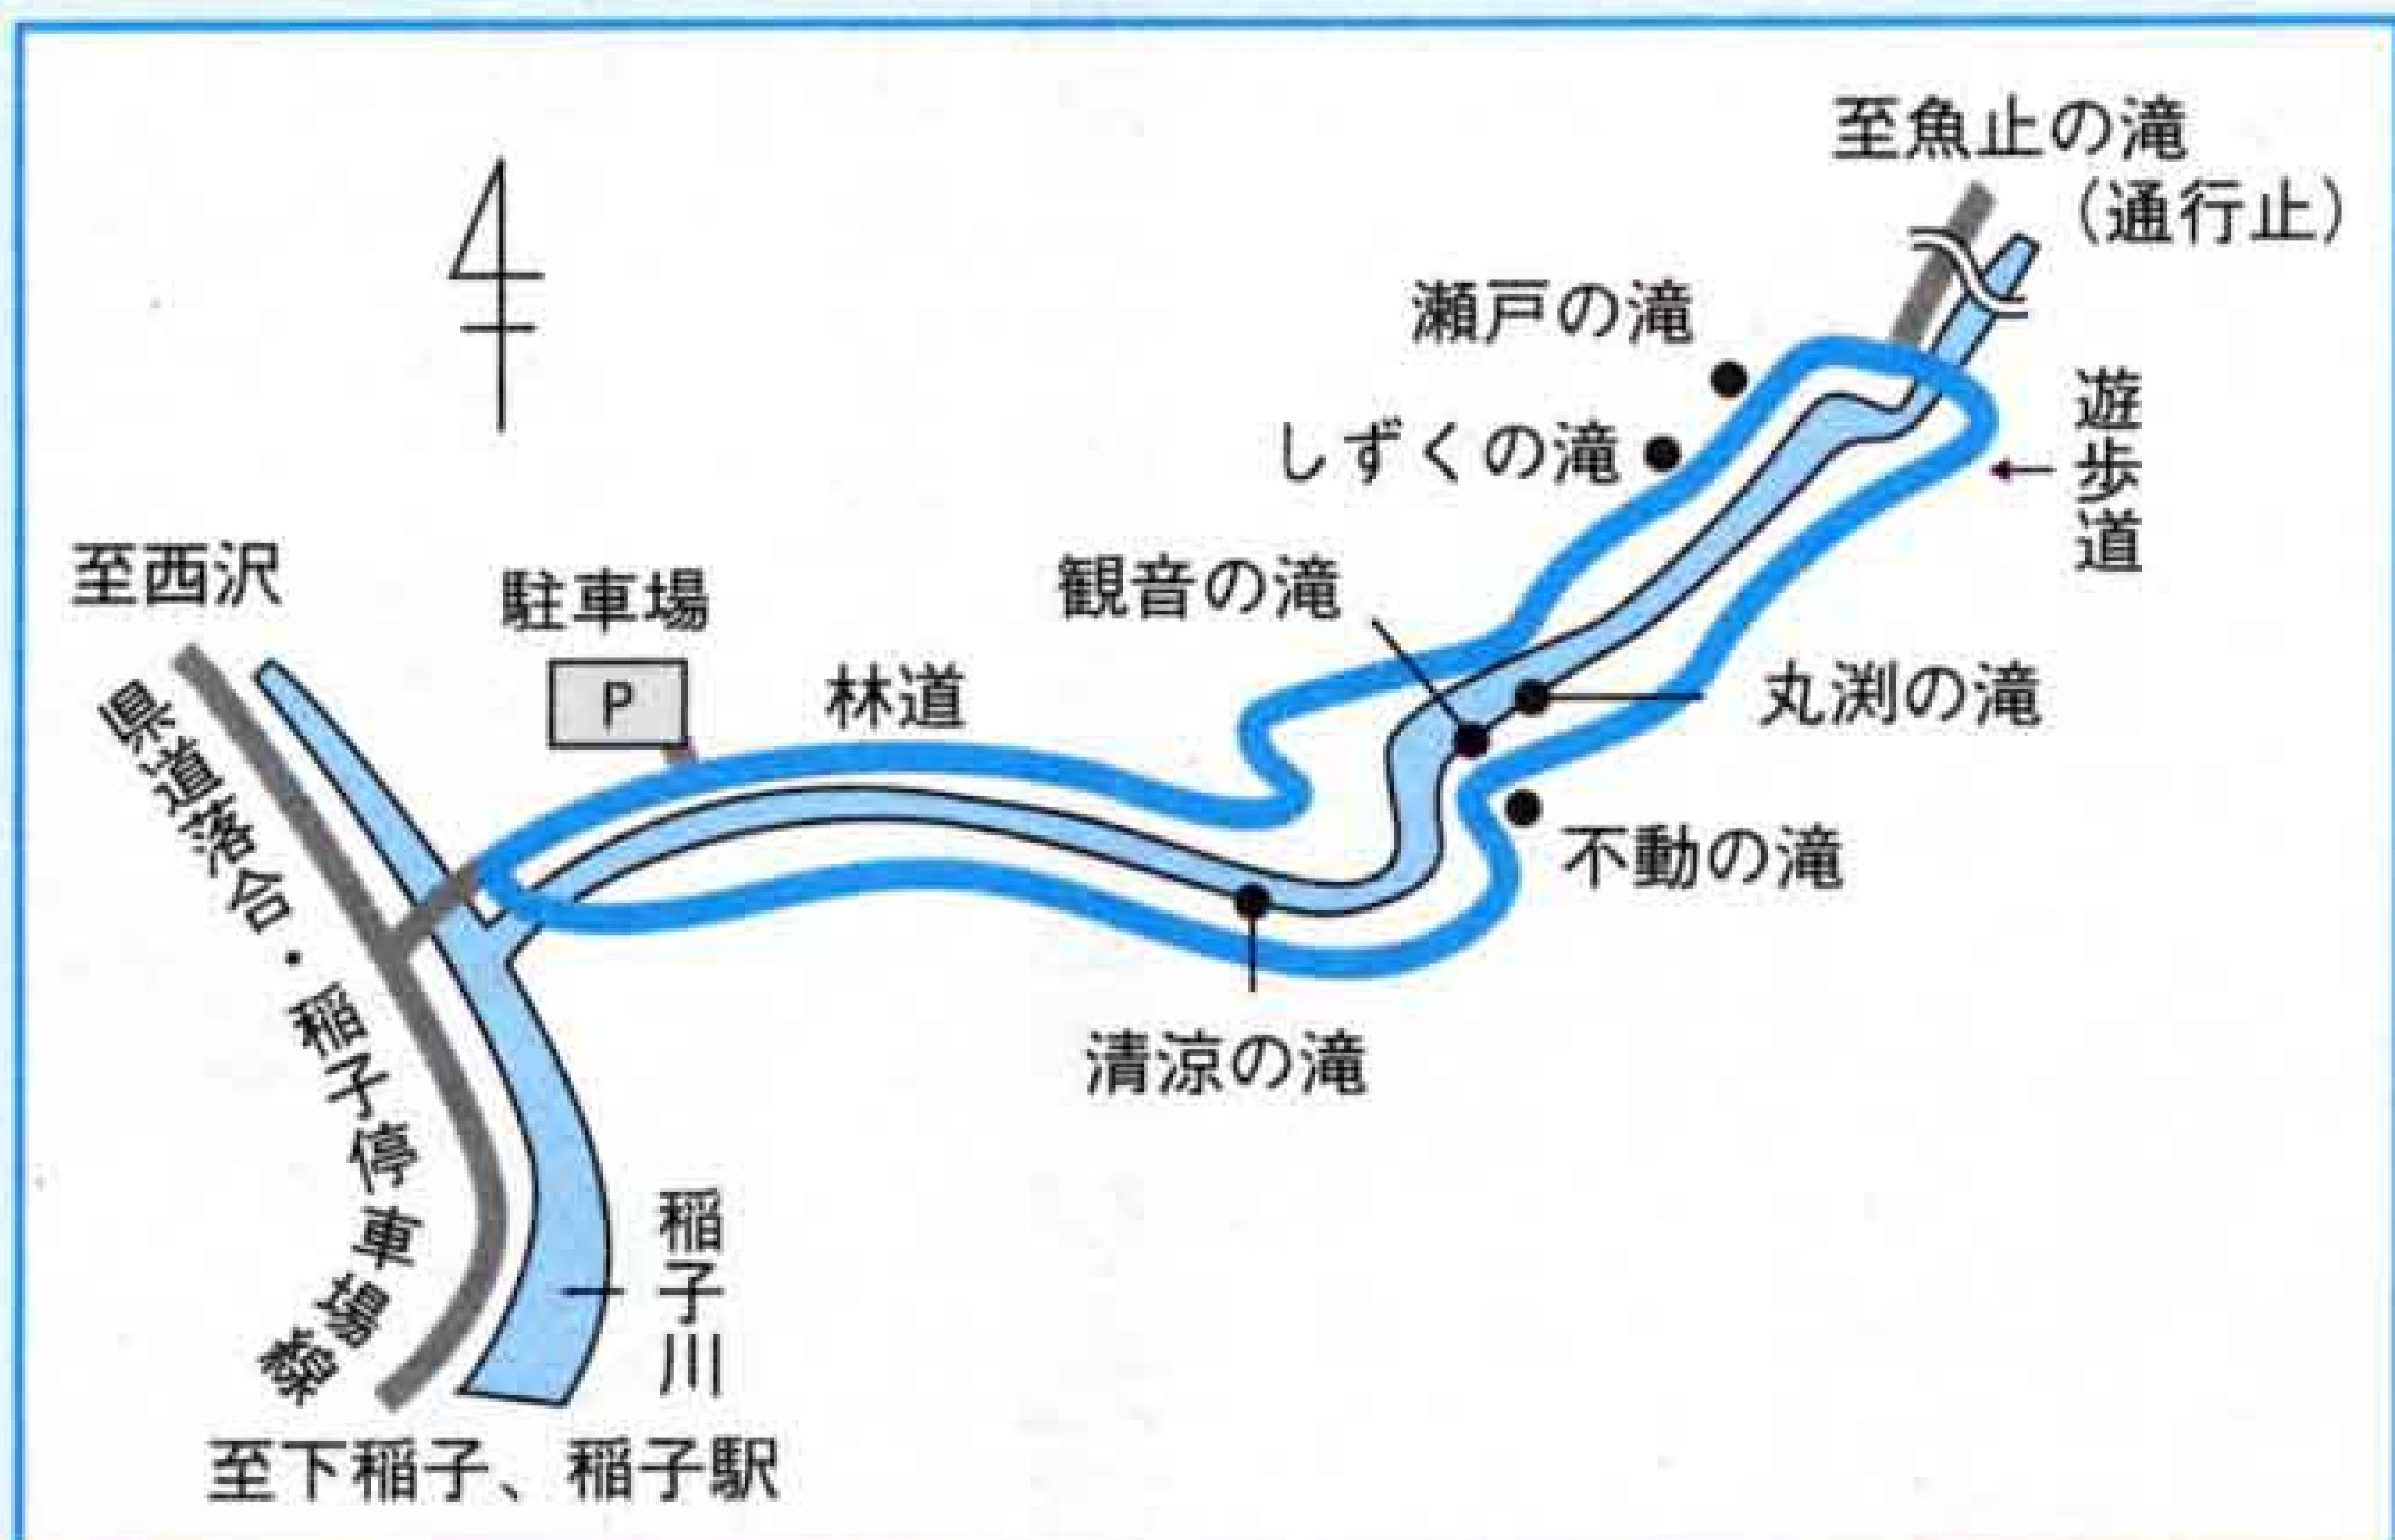 至魚止の滝
(通行止)
瀬戸の滝
しずくの滝
遊歩道
至西沢
駐車場
P
観音の滝
林道
丸渕の滝
県道落合・稲子停車場線
不動の滝
清涼の滝
稲子川
至下稲子、稲子駅